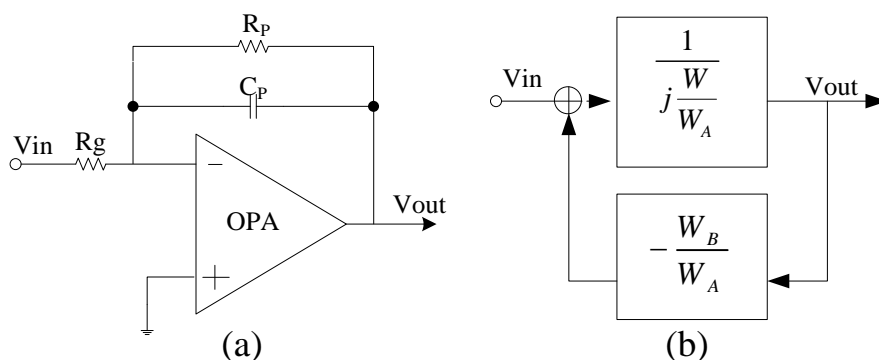 R_P
C_P
Vin
Rg
−
OPA
+
Vout
(a)
Vin
1
j W/W_A
Vout
− W_B/W_A
(b)